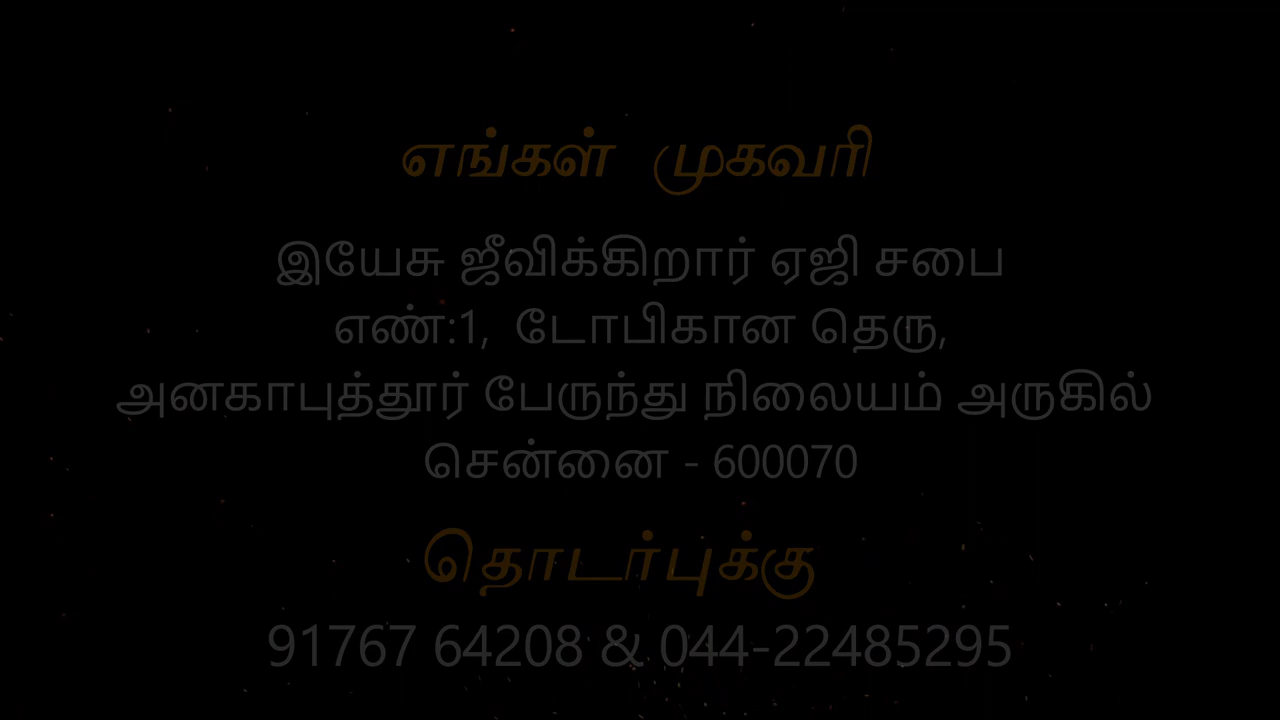 எங்கள் முகவரி
இயேசு ஜீவிக்கிறார் ஏஜி சபை
எண்:1, டோபிகான தெரு,
அனகாபுத்தூர் பேருந்து நிலையம் அருகில்
சென்னை - 600070
தொடர்புக்கு
91767 64208 & 044-22485295